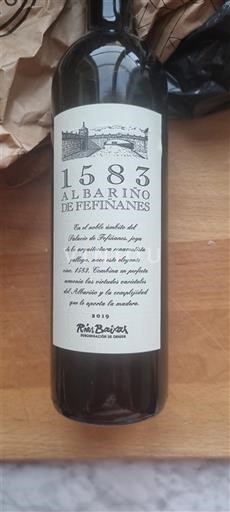 1583
ALBARIÑO
DE FEFIÑANES
En el noble ámbito del
Palacio de Fefiñanes, joya
de la arquitectura renacentista
gallega, nace este elegante
vino, 1583. Combina en perfecta
armonía las virtudes varietales
del Albariño y la complejidad
que le aporta la madera.
2019
Rías Baixas
DENOMINACIÓN DE ORIGEN